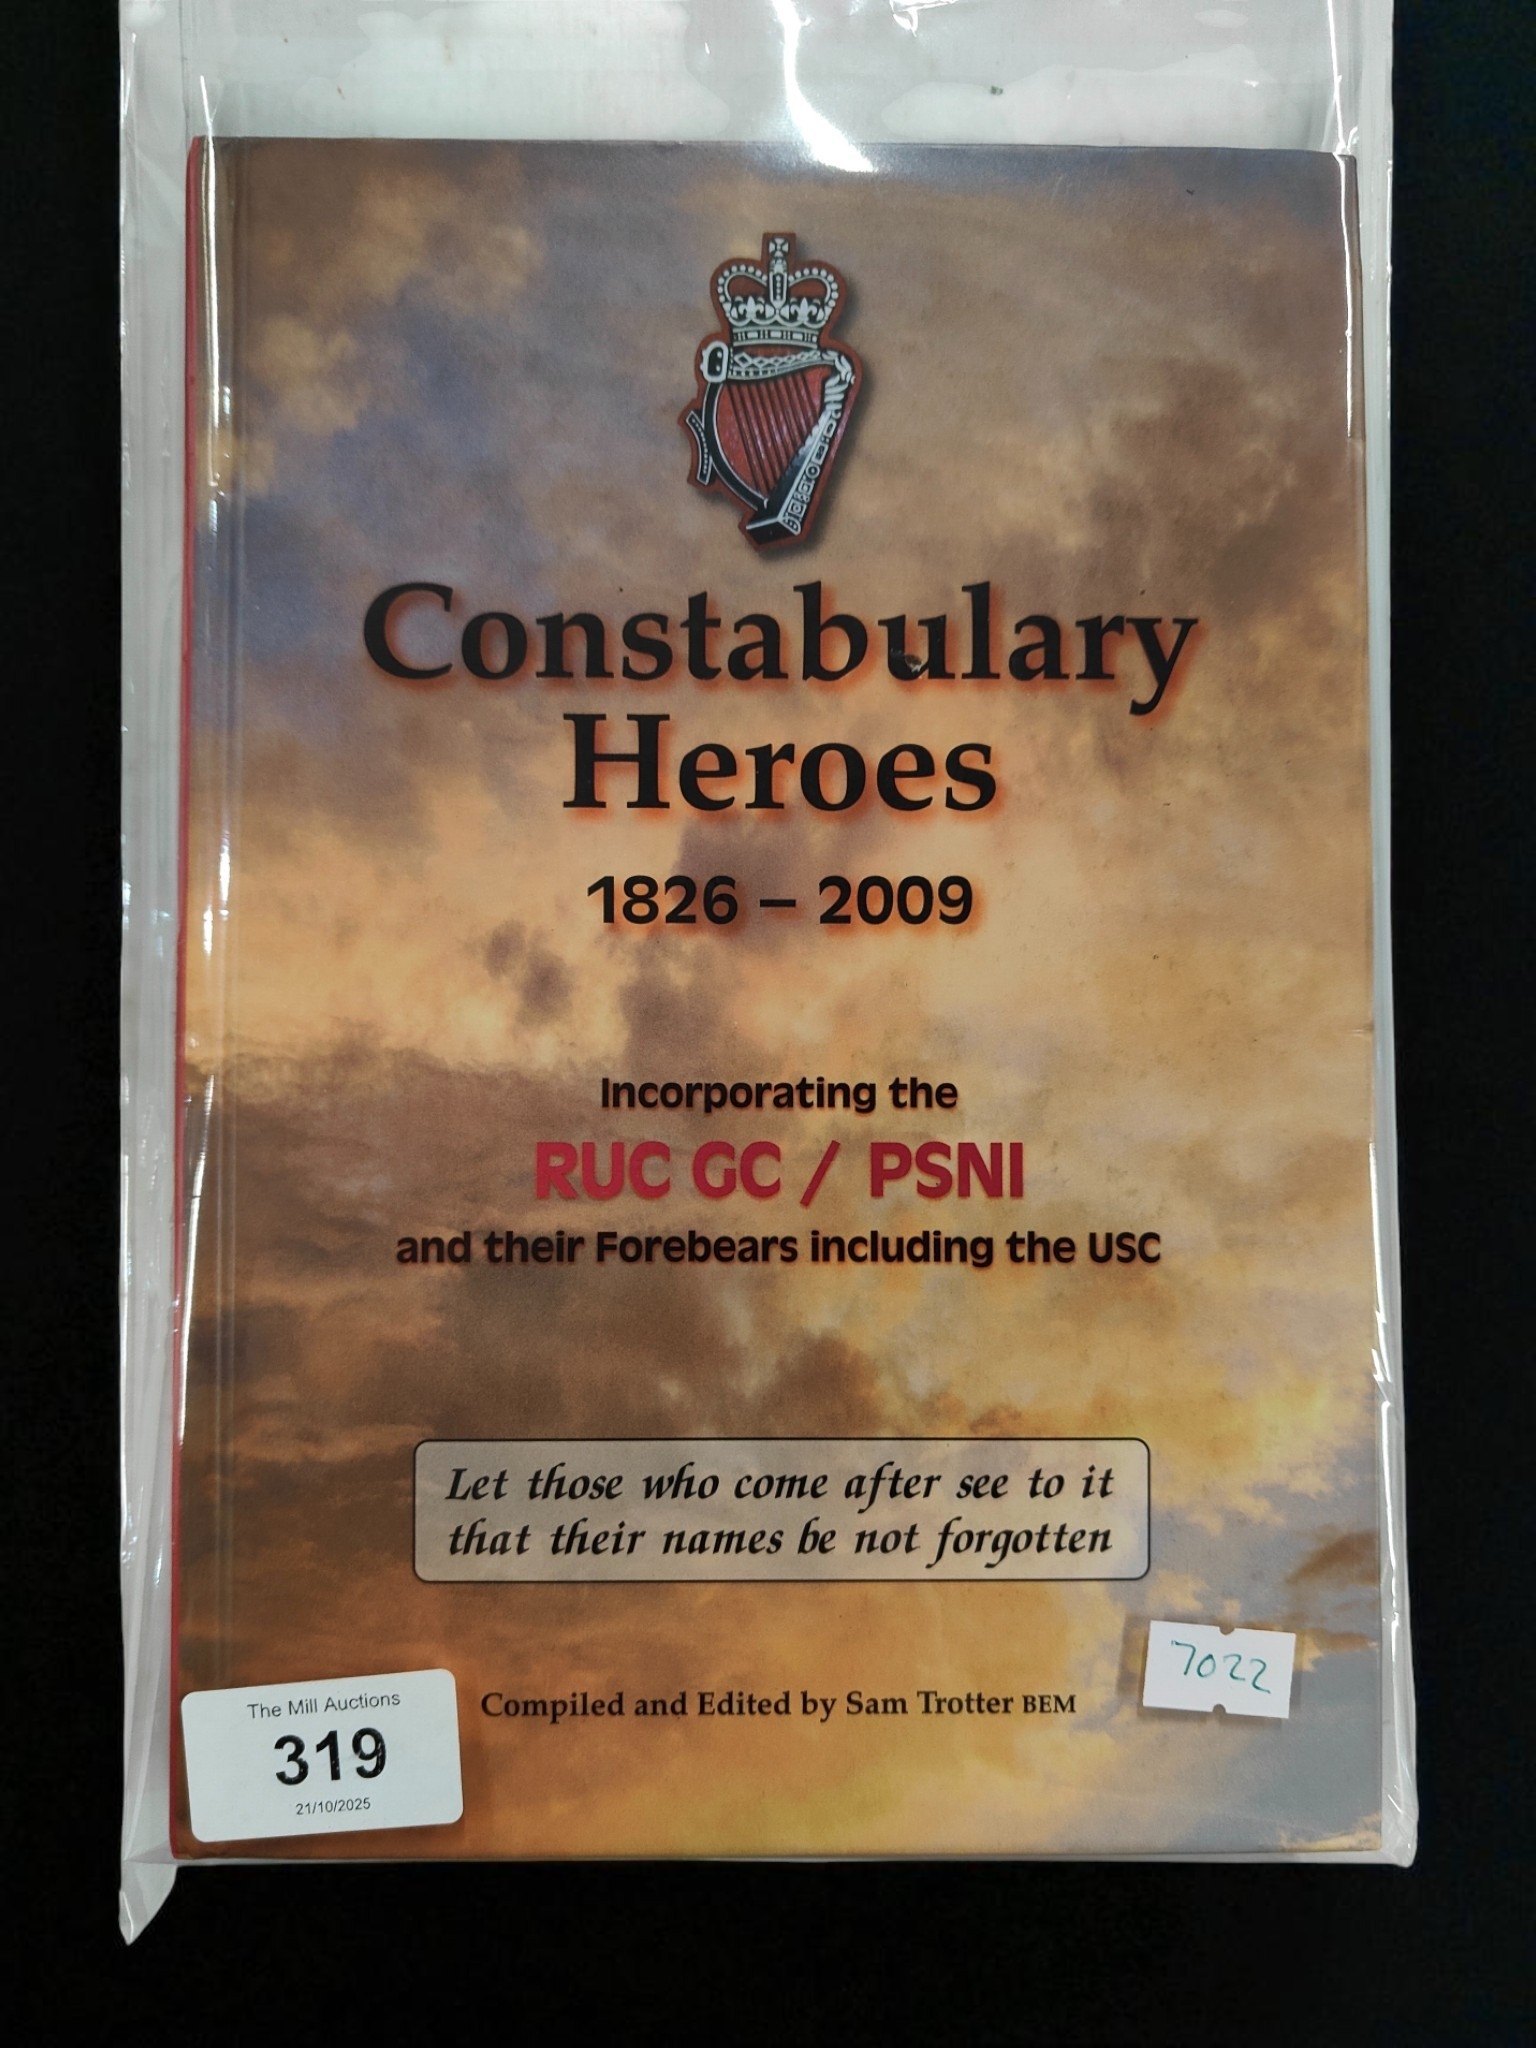 Constabulary
Heroes
1826 – 2009
Incorporating the
RUC GC / PSNI
and their Forebears including the USC
Let those who come after see to it
that their names be not forgotten
Compiled and Edited by Sam Trotter BEM
7022
The Mill Auctions
319
21/10/2025